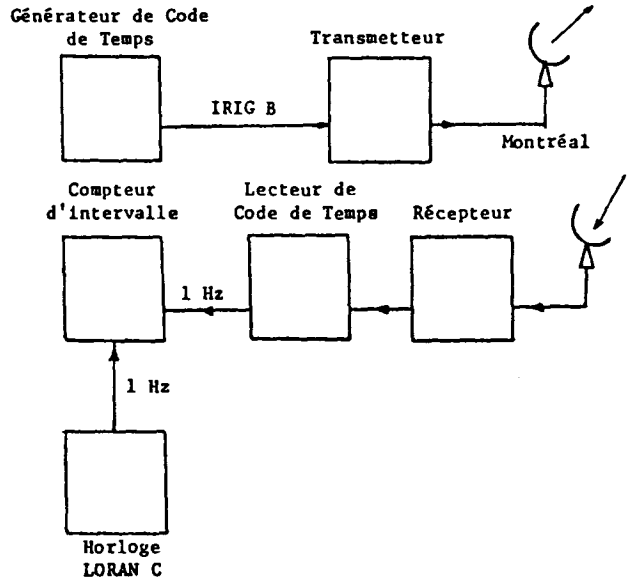 Générateur de Code
de Temps
Transmetteur
IRIG B
Montréal
Compteur
d'intervalle
Lecteur de
Code de Temps
Récepteur
1 Hz
1 Hz
Horloge
LORAN C